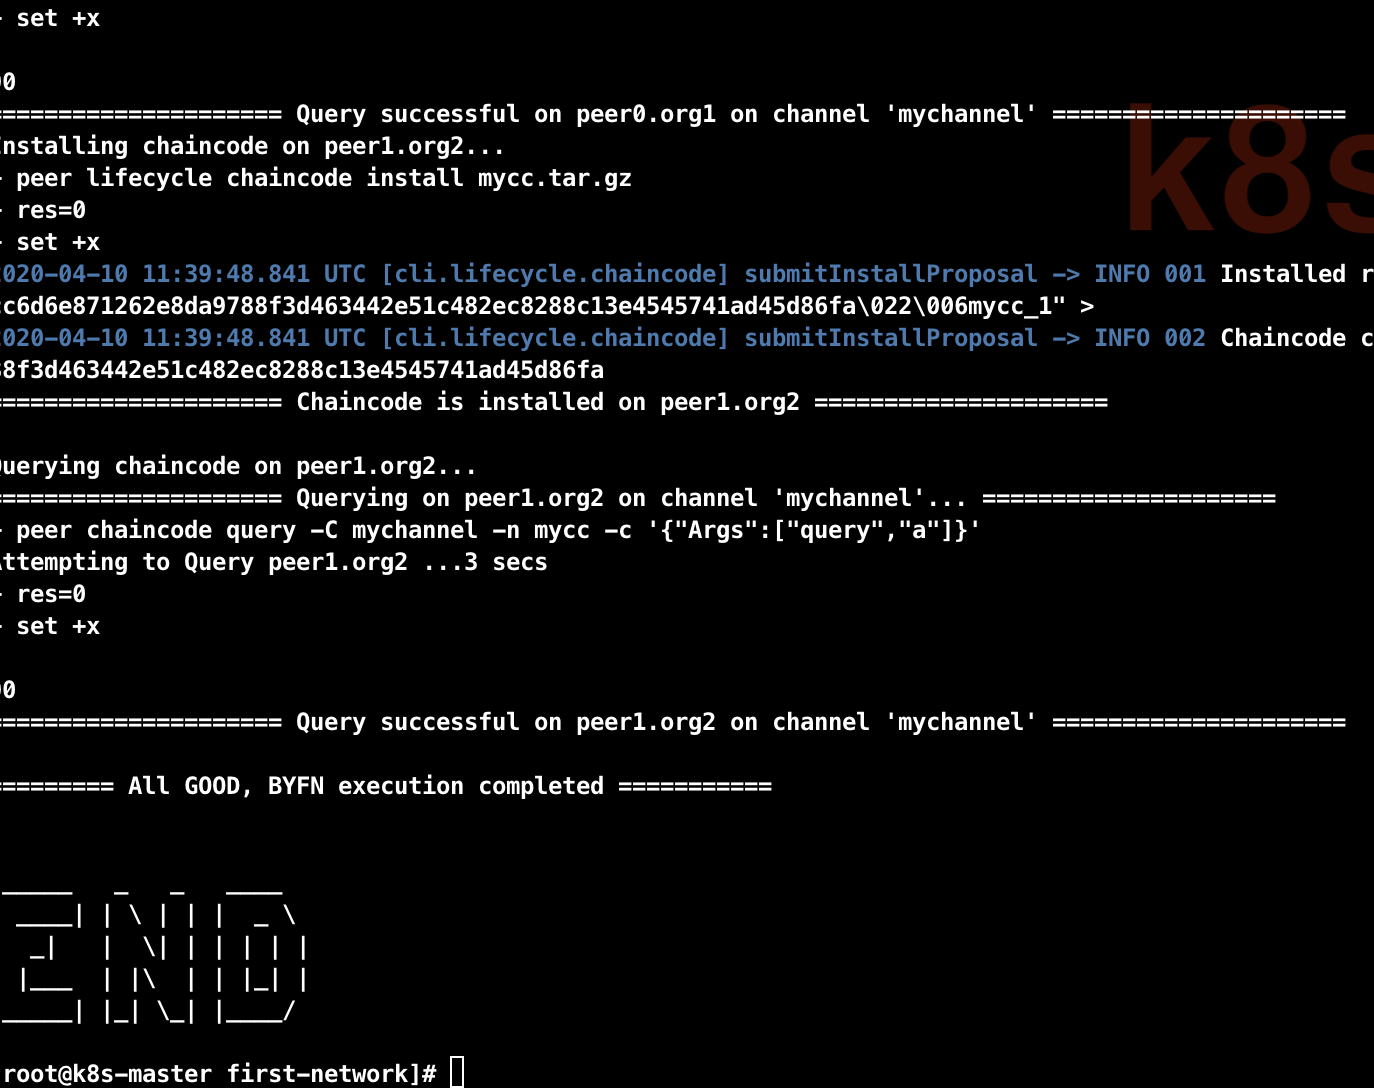 set +x
0
==================== Query successful on peer0.org1 on channel 'mychannel' =====================
nstalling chaincode on peer1.org2...
peer lifecycle chaincode install mycc.tar.gz
res=0
set +x
020-04-10 11:39:48.841 UTC [cli.lifecycle.chaincode] submitInstallProposal -> INFO 001 Installed r
c6d6e871262e8da9788f3d463442e51c482ec8288c13e4545741ad45d86fa\022\006mycc_1" >
020-04-10 11:39:48.841 UTC [cli.lifecycle.chaincode] submitInstallProposal -> INFO 002 Chaincode c
8f3d463442e51c482ec8288c13e4545741ad45d86fa
==================== Chaincode is installed on peer1.org2 =====================
uerying chaincode on peer1.org2...
==================== Querying on peer1.org2 on channel 'mychannel'... =====================
peer chaincode query -C mychannel -n mycc -c '{"Args":["query","a"]}'
ttempting to Query peer1.org2 ...3 secs
res=0
set +x
0
==================== Query successful on peer1.org2 on channel 'mychannel' =====================
======== All GOOD, BYFN execution completed ===========
END
root@k8s-master first-network]#
k8s